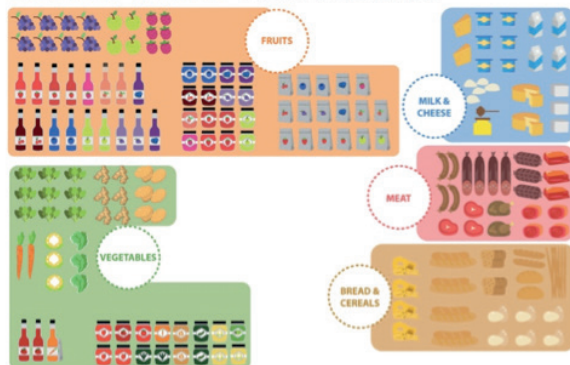 FRUITS
MILK &
CHEESE
MEAT
VEGETABLES
BREAD &
CEREALS